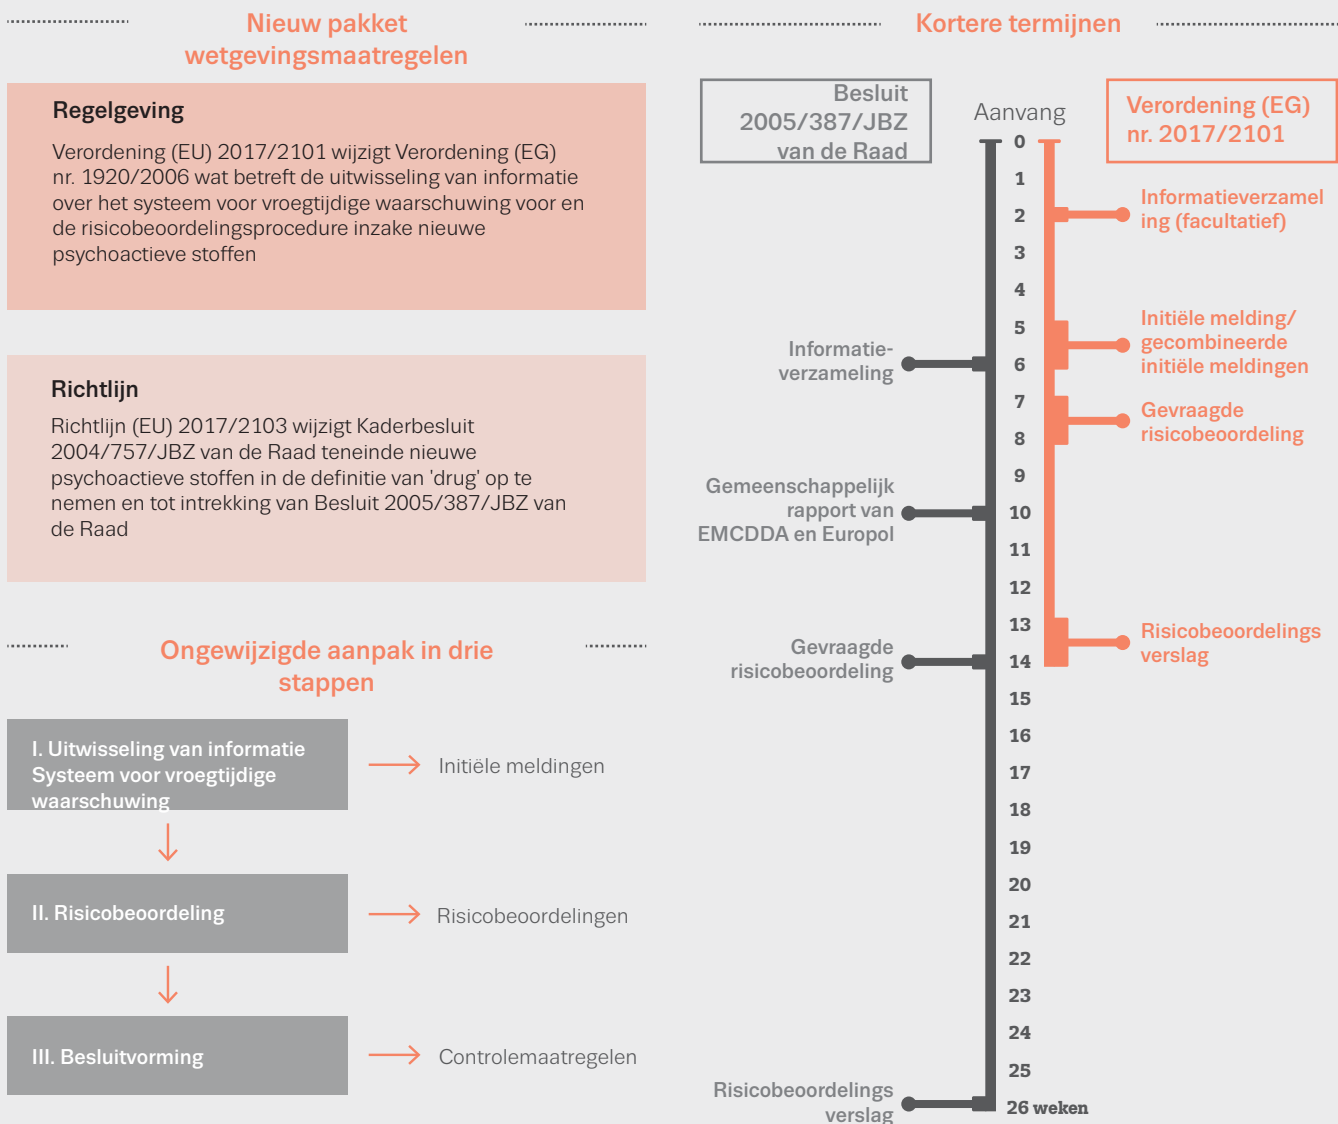 Nieuw pakket
wetgevingsmaatregelen
Regelgeving
Verordening (EU) 2017/2101 wijzigt Verordening (EG)
nr. 1920/2006 wat betreft de uitwisseling van informatie
over het systeem voor vroegtijdige waarschuwing voor en
de risicobeoordelingsprocedure inzake nieuwe
psychoactieve stoffen
Richtlijn
Richtlijn (EU) 2017/2103 wijzigt Kaderbesluit
2004/757/JBZ van de Raad teneinde nieuwe
psychoactieve stoffen in de definitie van 'drug' op te
nemen en tot intrekking van Besluit 2005/387/JBZ van
de Raad
Ongewijzigde aanpak in drie
stappen
I. Uitwisseling van informatie
Systeem voor vroegtijdige
waarschuwing
Initiële meldingen
II. Risicobeoordeling
Risicobeoordelingen
III. Besluitvorming
Controlemaatregelen
Kortere termijnen
Besluit
2005/387/JBZ
van de Raad
Aanvang
Verordening (EG)
nr. 2017/2101
0
1
2
3
4
5
6
7
8
9
10
11
12
13
14
15
16
17
18
19
20
21
22
23
24
25
26 weken
Informatie-
verzameling
Gemeenschappelijk
rapport van
EMCDDA en Europol
Gevraagde
risicobeoordeling
Risicobeoordelings
verslag
Informatieverzamel
ing (facultatief)
Initiële melding/
gecombineerde
initiële meldingen
Gevraagde
risicobeoordeling
Risicobeoordelings
verslag